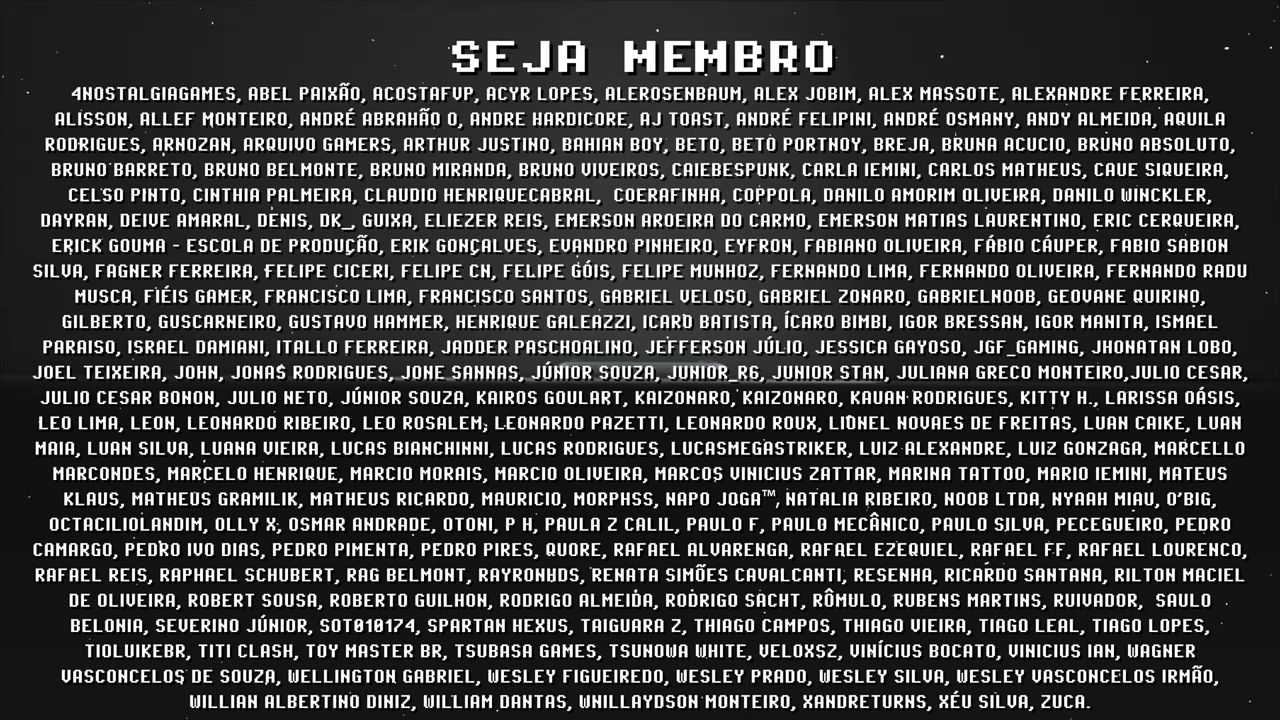 SEJA MEMBRO
4NOSTALGIAGAMES, ABEL PAIXÃO, ACOSTAFVP, ACYR LOPES, ALEROSENBAUM, ALEX JOBIM, ALEX MASSOTE, ALEXANDRE FERREIRA,
ALISSON, ALLEF MONTEIRO, ANDRÉ ABRAHÃO O, ANDRE HARDICORE, AJ TOAST, ANDRÉ FELIPINI, ANDRÉ OSMANY, ANDY ALMEIDA, AQUILA
RODRIGUES, ARNOZAN, ARQUIVO GAMERS, ARTHUR JUSTINO, BAHIAN BOY, BETO, BETO PORTNOY, BREJA, BRUNA ACUCIO, BRUNO ABSOLUTO,
BRUNO BARRETO, BRUNO BELMONTE, BRUNO MIRANDA, BRUNO VIVEIROS, CAIEBESPUNK, CARLA IEMINI, CARLOS MATHEUS, CAUE SIQUEIRA,
CELSO PINTO, CINTHIA PALMEIRA, CLAUDIO HENRIQUECABRAL, COERAFINHA, COPPOLA, DANILO AMORIM OLIVEIRA, DANILO WINCKLER,
DAYRAN, DEIVE AMARAL, DENIS, DK_ GUIXA, ELIEZER REIS, EMERSON AROEIRA DO CARMO, EMERSON MATIAS LAURENTINO, ERIC CERQUEIRA,
ERICK GOUMA - ESCOLA DE PRODUÇÃO, ERIK GONÇALVES, EVANDRO PINHEIRO, EYFRON, FABIANO OLIVEIRA, FÁBIO CÁUPER, FABIO SABION
SILVA, FAGNER FERREIRA, FELIPE CICERI, FELIPE CN, FELIPE GÓIS, FELIPE MUNHOZ, FERNANDO LIMA, FERNANDO OLIVEIRA, FERNANDO RADU
MUSCA, FIÉIS GAMER, FRANCISCO LIMA, FRANCISCO SANTOS, GABRIEL VELOSO, GABRIEL ZONARO, GABRIELNOOB, GEOVANE QUIRINO,
GILBERTO, GUSCARNEIRO, GUSTAVO HAMMER, HENRIQUE GALEAZZI, ICARO BATISTA, ÍCARO BIMBI, IGOR BRESSAN, IGOR MANITA, ISMAEL
PARAISO, ISRAEL DAMIANI, ITALLO FERREIRA, JADDER PASCHOALINO, JEFFERSON JÚLIO, JESSICA GAYOSO, JGF_GAMING, JHONATAN LOBO,
JOEL TEIXEIRA, JOHN, JONAS RODRIGUES, JONE SANNAS, JÚNIOR SOUZA, JUNIOR_R6, JUNIOR STAN, JULIANA GRECO MONTEIRO,JULIO CESAR,
JULIO CESAR BONON, JULIO NETO, JÚNIOR SOUZA, KAIROS GOULART, KAIZONARO, KAIZONARO, KAUAN RODRIGUES, KITTY H., LARISSA OÁSIS,
LEO LIMA, LEON, LEONARDO RIBEIRO, LEO ROSALEM, LEONARDO PAZETTI, LEONARDO ROUX, LIONEL NOVAES DE FREITAS, LUAN CAIKE, LUAN
MAIA, LUAN SILVA, LUANA VIEIRA, LUCAS BIANCHINNI, LUCAS RODRIGUES, LUCASMEGASTRIKER, LUIZ ALEXANDRE, LUIZ GONZAGA, MARCELLO
MARCONDES, MARCELO HENRIQUE, MARCIO MORAIS, MARCIO OLIVEIRA, MARCOS VINICIUS ZATTAR, MARINA TATTOO, MARIO IEMINI, MATEUS
KLAUS, MATHEUS GRAMILIK, MATHEUS RICARDO, MAURICIO, MORPHSS, NAPO JOGA™, NATALIA RIBEIRO, NOOB LTDA, NYAAH MIAU, O'BIG,
OCTACILIOLANDIM, OLLY X, OSMAR ANDRADE, OTONI, P H, PAULA Z CALIL, PAULO F, PAULO MECÂNICO, PAULO SILVA, PECEGUEIRO, PEDRO
CAMARGO, PEDRO IVO DIAS, PEDRO PIMENTA, PEDRO PIRES, QUORE, RAFAEL ALVARENGA, RAFAEL EZEQUIEL, RAFAEL F.F, RAFAEL LOURENCO,
RAFAEL REIS, RAPHAEL SCHUBERT, RAG BELMONT, RAYRONHDS, RENATA SIMÕES CAVALCANTI, RESENHA, RICARDO SANTANA, RILTON MACIEL
DE OLIVEIRA, ROBERT SOUSA, ROBERTO GUILHON, RODRIGO ALMEIDA, RODRIGO SACHT, RÔMULO, RUBENS MARTINS, RUIVADOR, SAULO
BELONIA, SEVERINO JÚNIOR, SOT010174, SPARTAN HEXUS, TAIGUARA Z, THIAGO CAMPOS, THIAGO VIEIRA, TIAGO LEAL, TIAGO LOPES,
TIOLUIKEBR, TITI CLASH, TOY MASTER BR, TSUBASA GAMES, TSUNOWA WHITE, VELOXSZ, VINÍCIUS BOCATO, VINICIUS IAN, WAGNER
VASCONCELOS DE SOUZA, WELLINGTON GABRIEL, WESLEY FIGUEIREDO, WESLEY PRADO, WESLEY SILVA, WESLEY VASCONCELOS IRMÃO,
WILLIAN ALBERTINO DINIZ, WILLIAM DANTAS, WNILLAYDSON MONTEIRO, XANDRETURNS, XÉU SILVA, ZUCA.